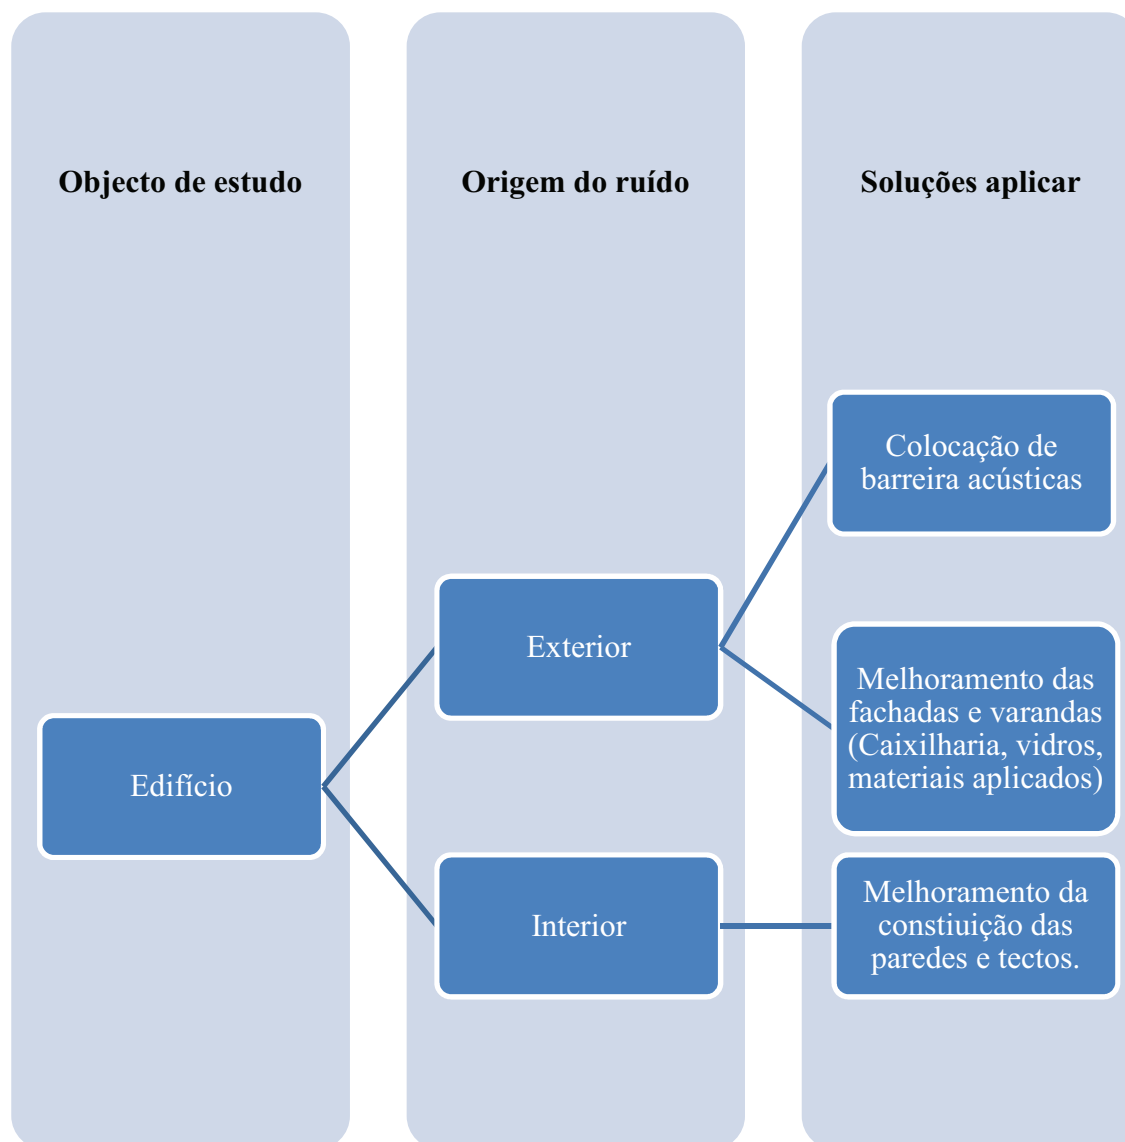 Objecto de estudo
Origem do ruído
Soluções aplicar
Colocação de
barreira acústicas
Exterior
Melhoramento das
fachadas e varandas
(Caixilharia, vidros,
materiais aplicados)
Edifício
Interior
Melhoramento da
constiuição das
paredes e tectos.